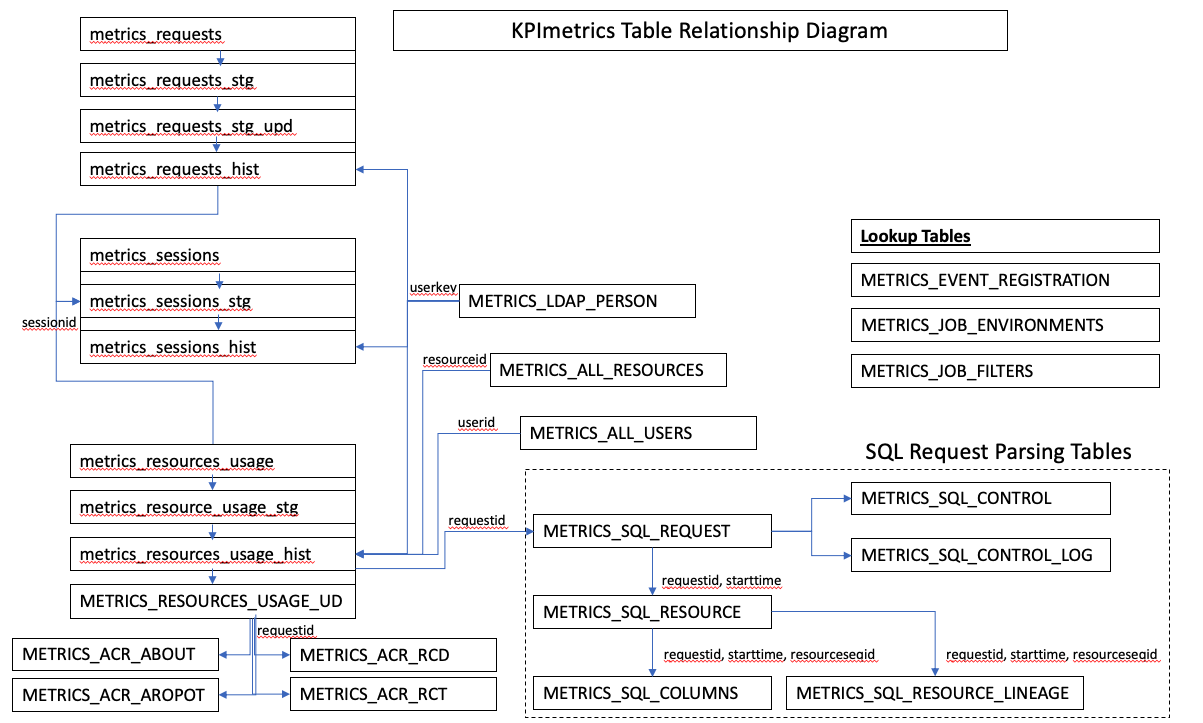 KPImetrics Table Relationship Diagram
metrics_requests
metrics_requests_stg
metrics_requests_stg_upd
metrics_requests_hist
metrics_sessions
metrics_sessions_stg
sessionid
metrics_sessions_hist
userkey
METRICS_LDAP_PERSON
resourceid
METRICS_ALL_RESOURCES
userid
METRICS_ALL_USERS
Lookup Tables
METRICS_EVENT_REGISTRATION
METRICS_JOB_ENVIRONMENTS
METRICS_JOB_FILTERS
metrics_resources_usage
metrics_resource_usage_stg
metrics_resources_usage_hist
METRICS_RESOURCES_USAGE_UD
requestid
METRICS_ACR_ABOUT
METRICS_ACR_RCD
METRICS_ACR_AROPOT
METRICS_ACR_RCT
SQL Request Parsing Tables
requestid
METRICS_SQL_REQUEST
METRICS_SQL_CONTROL
METRICS_SQL_CONTROL_LOG
requestid, starttime
METRICS_SQL_RESOURCE
requestid, starttime, resourceseqid
requestid, starttime, resourceseqid
METRICS_SQL_COLUMNS
METRICS_SQL_RESOURCE_LINEAGE